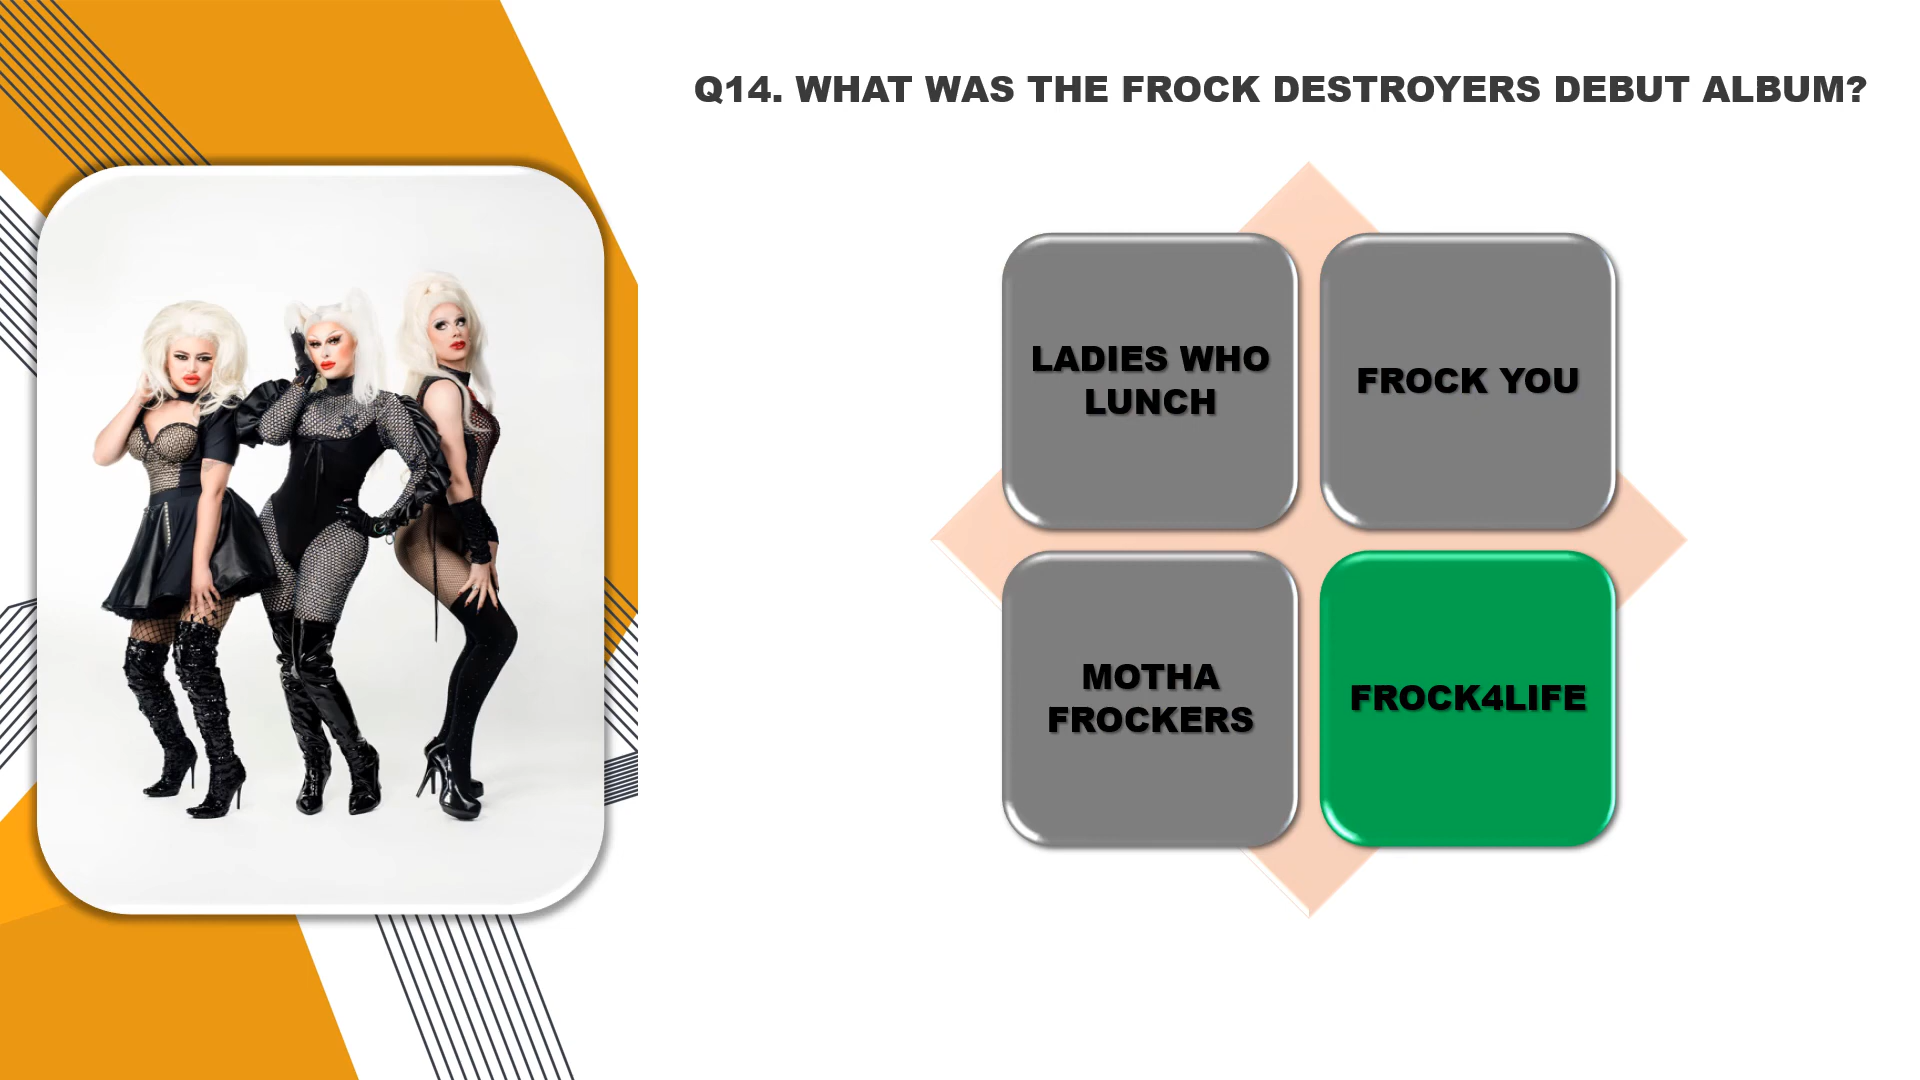 Q14. WHAT WAS THE FROCK DESTROYERS DEBUT ALBUM?
LADIES WHO
LUNCH
FROCK YOU
MOTHA
FROCKERS
FROCK4LIFE